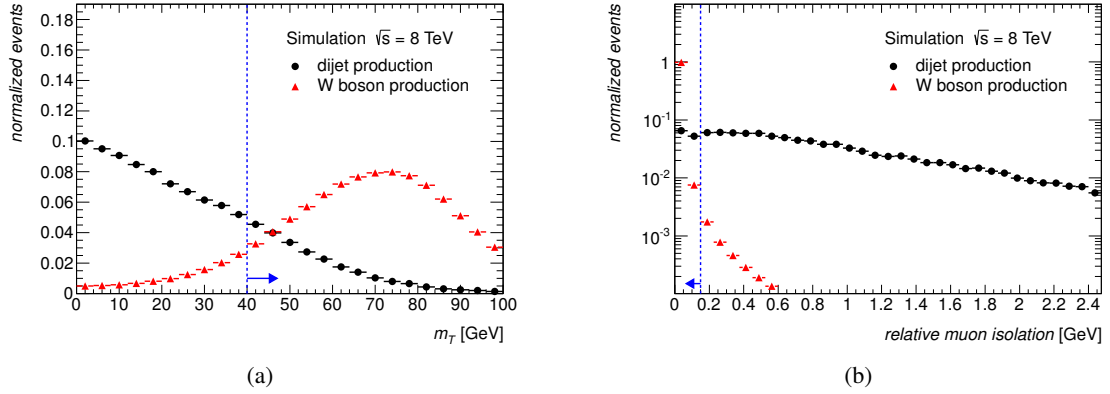 normalized events
0.18
0.16
0.14
0.12
0.1
0.08
0.06
0.04
0.02
0
Simulation √s = 8 TeV
dijet production
W boson production
0 10 20 30 40 50 60 70 80 90 100
m_T [GeV]
(a)
normalized events
1
10⁻¹
10⁻²
10⁻³
Simulation √s = 8 TeV
dijet production
W boson production
0 0.2 0.4 0.6 0.8 1 1.2 1.4 1.6 1.8 2 2.2 2.4
relative muon isolation [GeV]
(b)